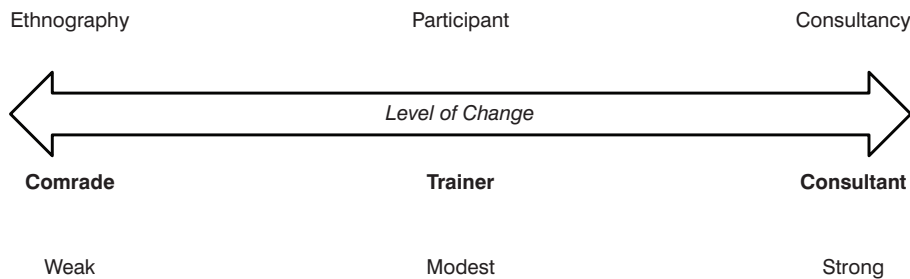 Ethnography Participant Consultancy
Level of Change
Comrade Trainer Consultant
Weak Modest Strong